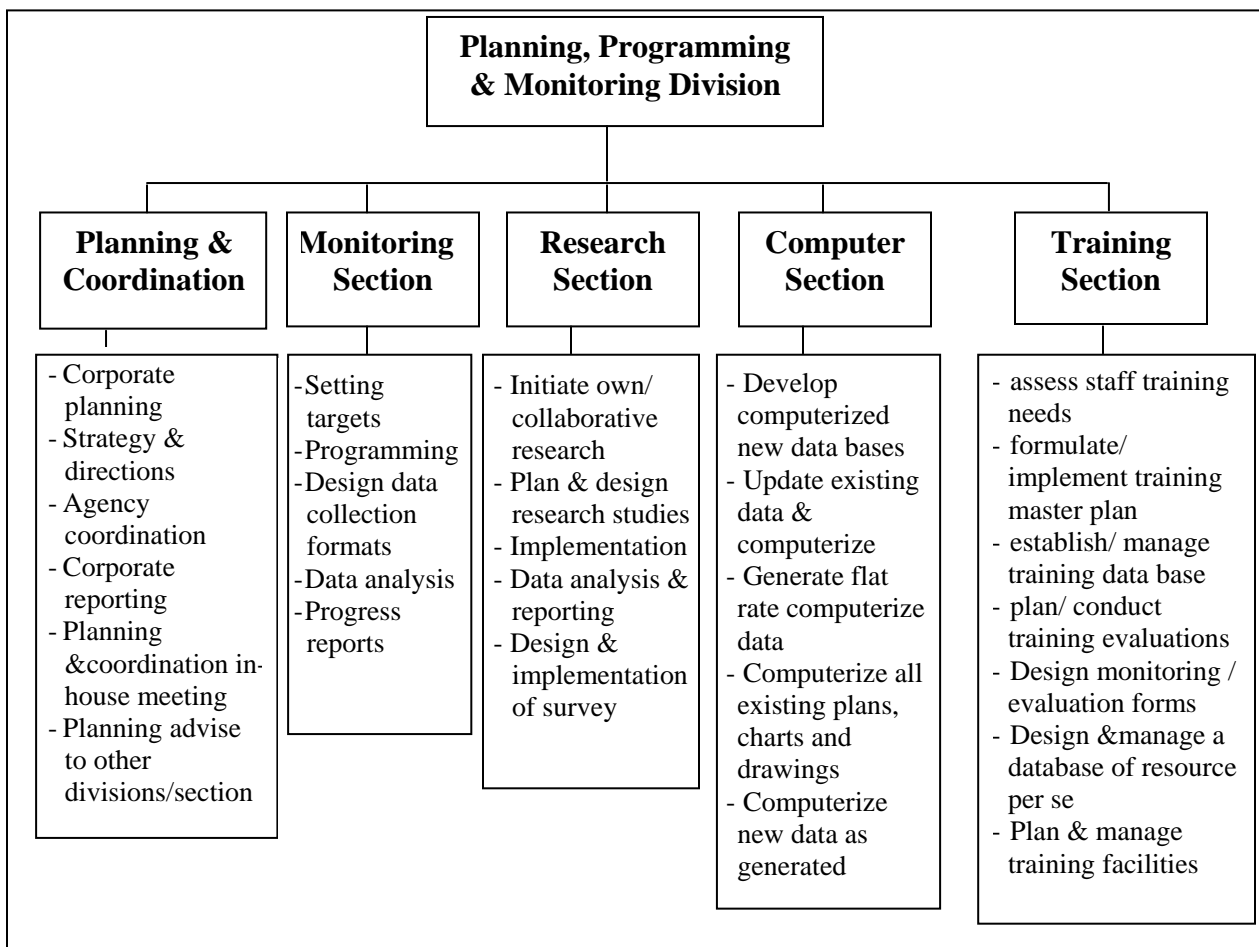 Planning, Programming
& Monitoring Division
Planning &
Coordination
Monitoring
Section
Research
Section
Computer
Section
Training
Section
- Corporate
planning
- Strategy &
directions
- Agency
coordination
- Corporate
reporting
- Planning
&coordination in-
house meeting
- Planning advise
to other
divisions/section
-Setting
targets
-Programming
-Design data
collection
formats
-Data analysis
-Progress
reports
- Initiate own/
collaborative
research
- Plan & design
research studies
- Implementation
- Data analysis &
reporting
- Design &
implementation
of survey
- Develop
computerized
new data bases
- Update existing
data &
computerize
- Generate flat
rate computerize
data
- Computerize all
existing plans,
charts and
drawings
- Computerize
new data as
generated
- assess staff training
needs
- formulate/
implement training
master plan
- establish/ manage
training data base
- plan/ conduct
training evaluations
- Design monitoring /
evaluation forms
- Design &manage a
database of resource
per se
- Plan & manage
training facilities